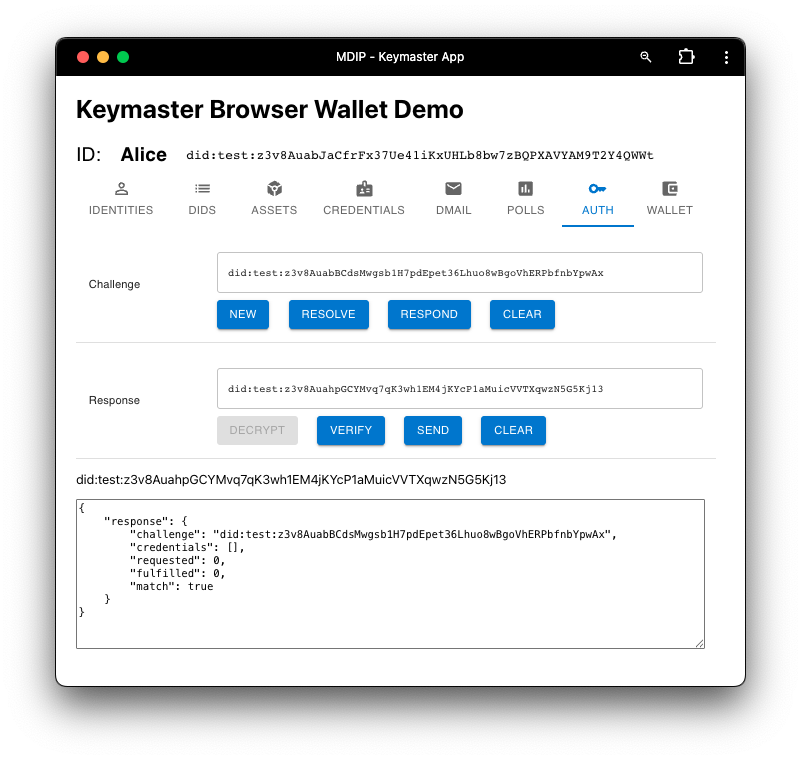 MDIP - Keymaster App
Keymaster Browser Wallet Demo
ID: Alice did:test:z3v8AuabJaCfrFx37Ue41iKxUHLb8bw7zBQPXAVYAM9T2Y4QWWt
IDENTITIES DIDS ASSETS CREDENTIALS DMAIL POLLS AUTH WALLET
Challenge
did:test:z3v8AuabBCdsMwgsb1H7pdEpet36Lhuo8wBgoVhERPbfnbYpwAx
NEW RESOLVE RESPOND CLEAR
Response
did:test:z3v8AuahpGCYMvq7qK3wh1EM4jKYcP1aMuicVVTXqwzN5G5Kj13
DECRYPT VERIFY SEND CLEAR
did:test:z3v8AuahpGCYMvq7qK3wh1EM4jKYcP1aMuicVVTXqwzN5G5Kj13
{
    "response": {
        "challenge": "did:test:z3v8AuabBCdsMwgsb1H7pdEpet36Lhuo8wBgoVhERPbfnbYpwAx",
        "credentials": [],
        "requested": 0,
        "fulfilled": 0,
        "match": true
    }
}